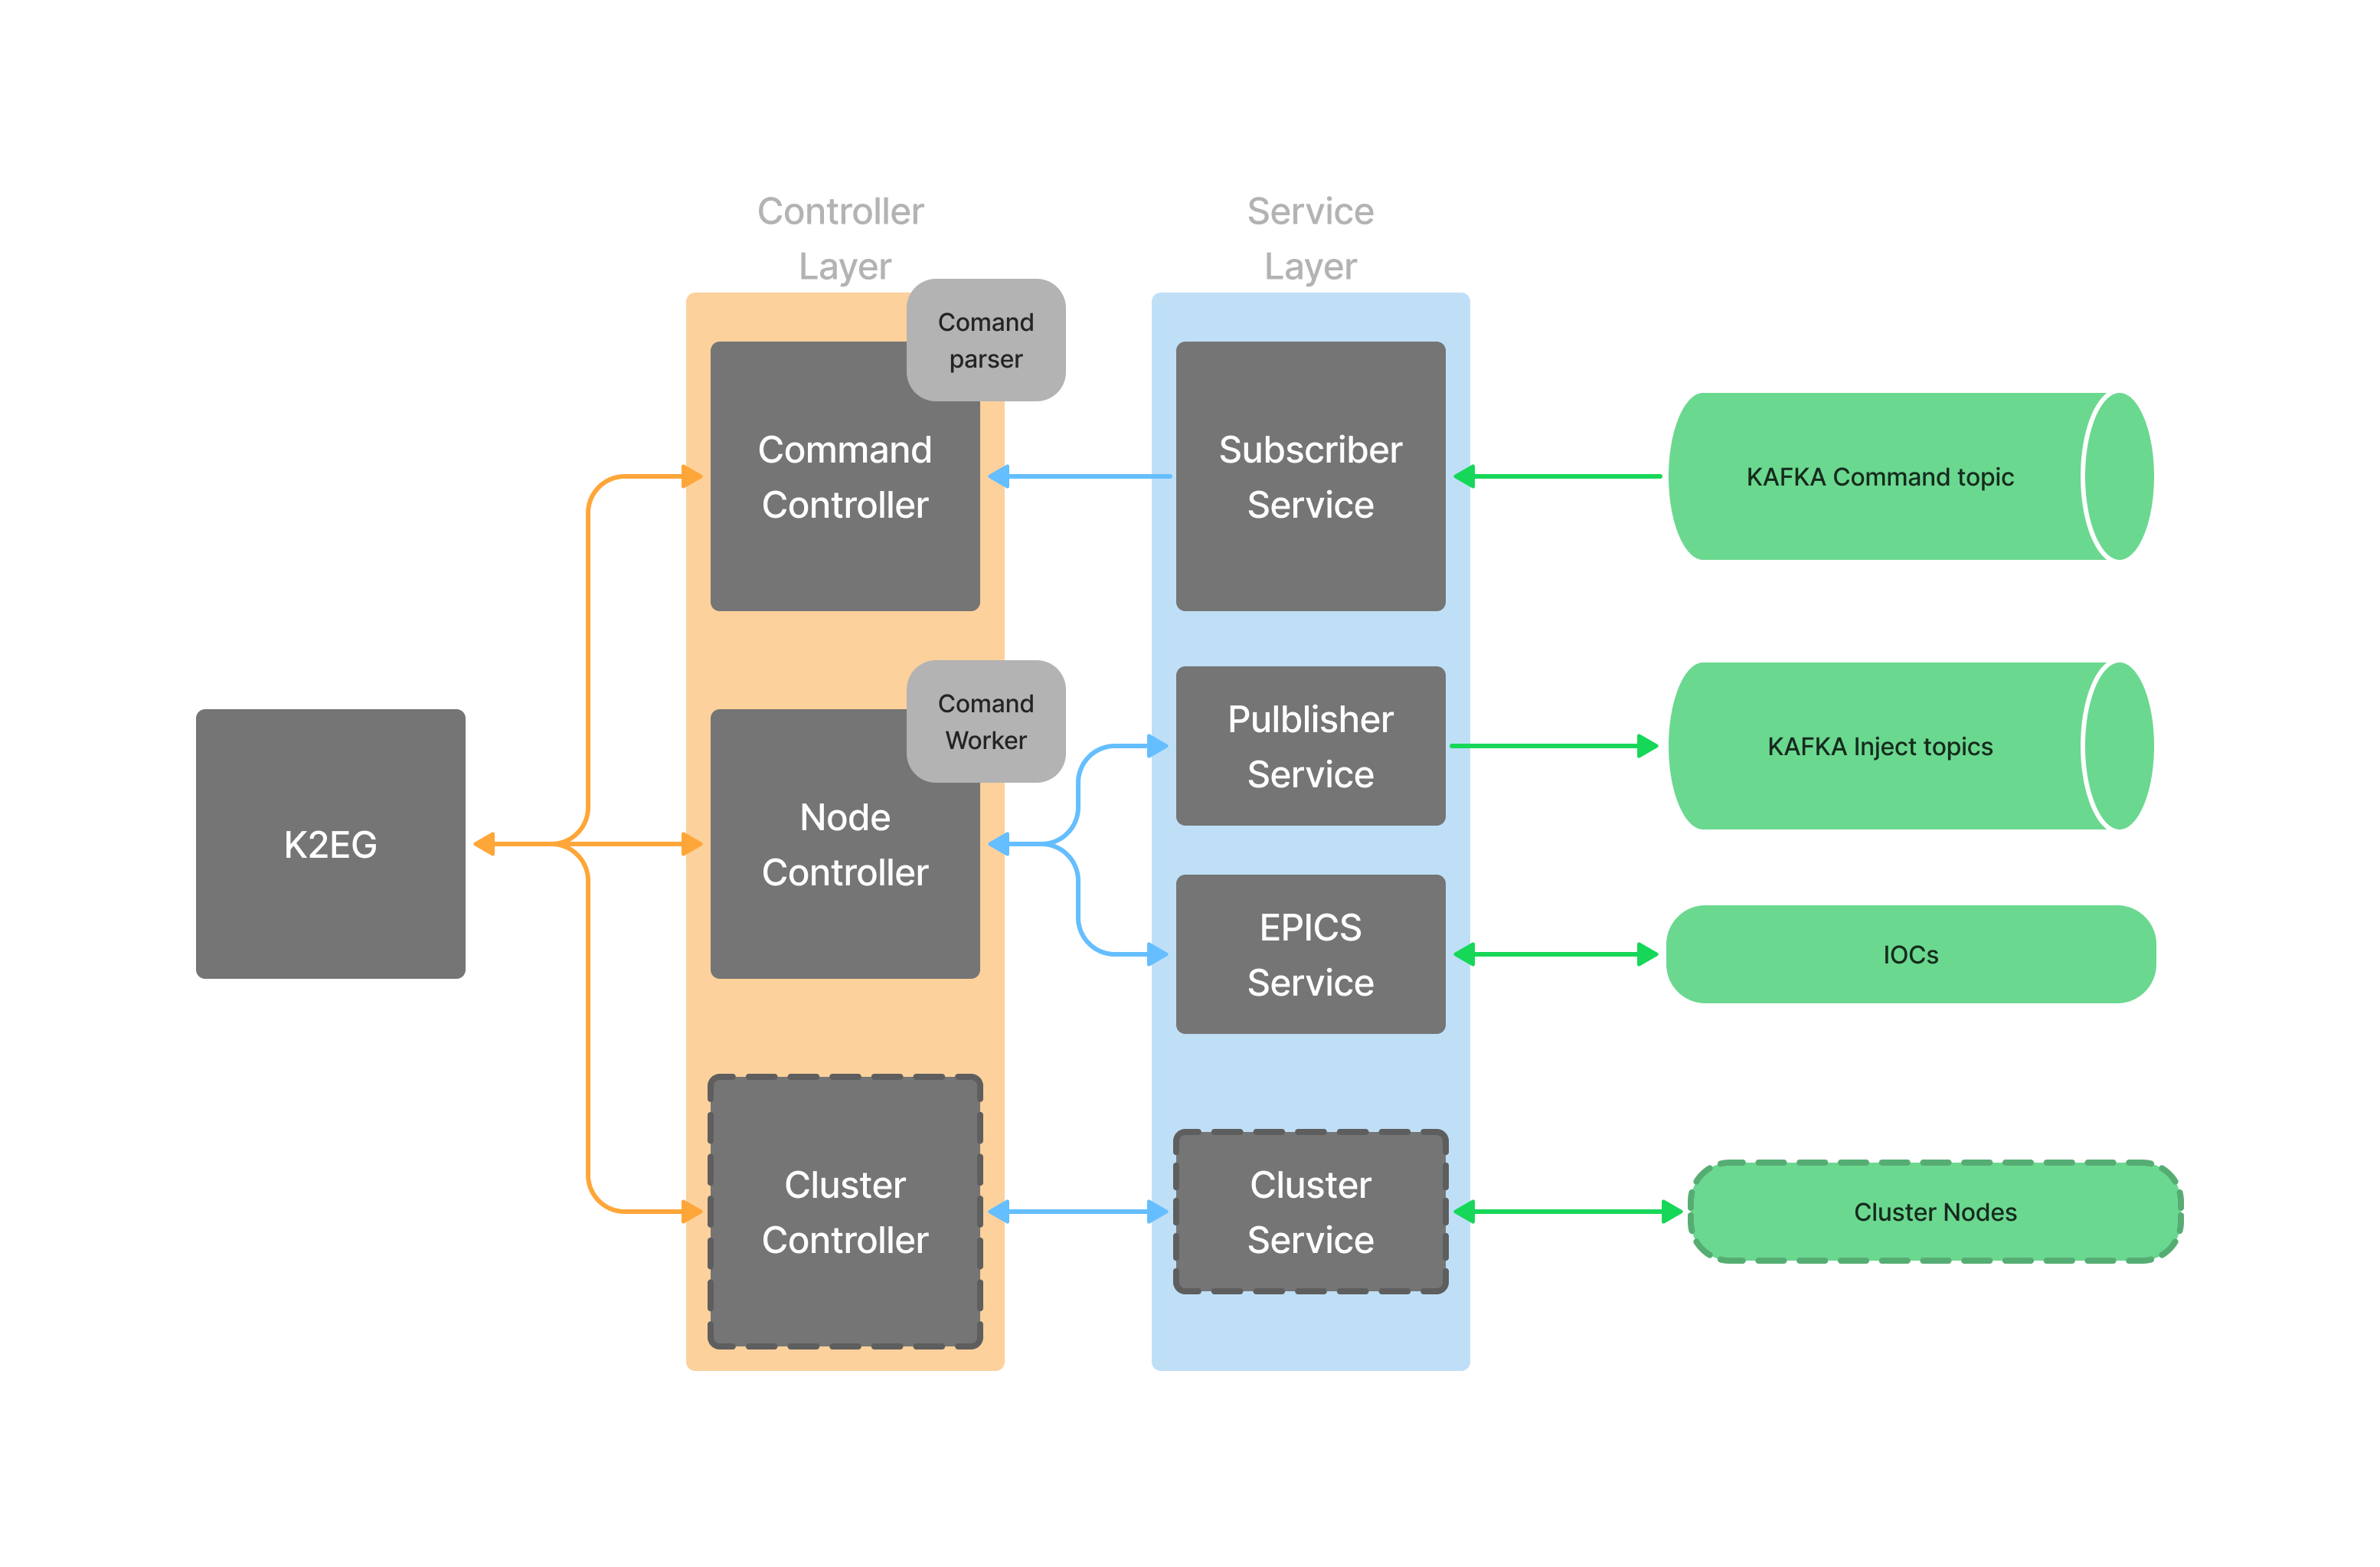 Controller
Layer
Service
Layer
Comand
parser
Command
Controller
Subscriber
Service
KAFKA Command topic
Comand
Worker
Node
Controller
Pulblisher
Service
KAFKA Inject topics
K2EG
EPICS
Service
IOCs
Cluster
Controller
Cluster
Service
Cluster Nodes